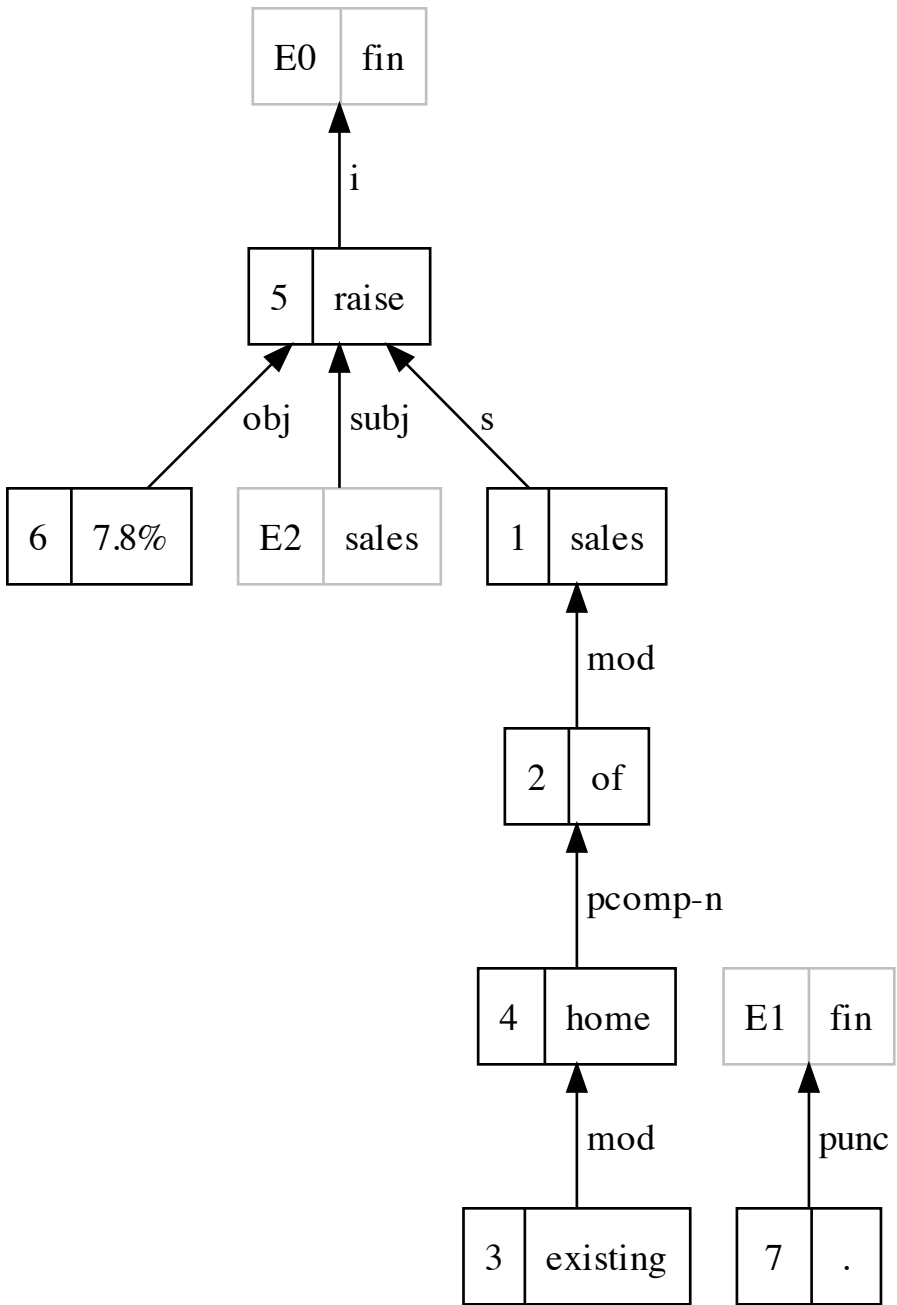 E0 fin
i
5 raise
obj subj s
6 7.8% E2 sales 1 sales
mod
2 of
pcomp-n
4 home E1 fin
mod punc
3 existing 7 .